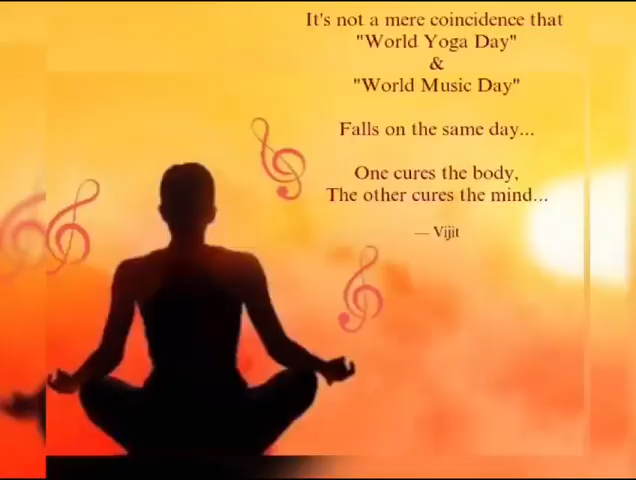 It's not a mere coincidence that
"World Yoga Day"
&
"World Music Day"
Falls on the same day...
One cures the body,
The other cures the mind...
— Vijit